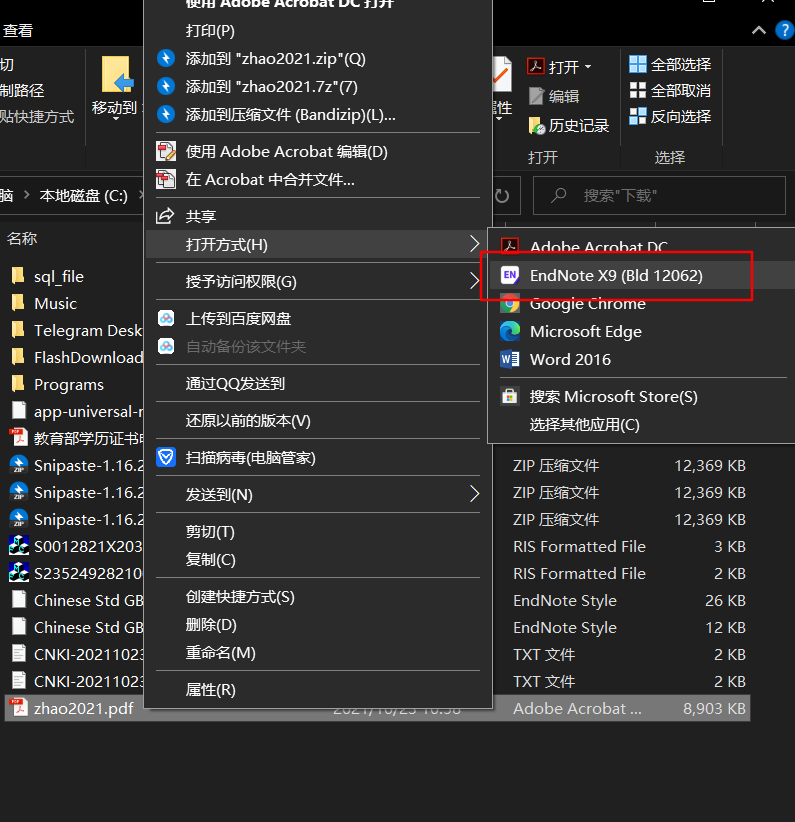 使用 Adobe Acrobat DC 打开
查看
打印(P)
添加到 "zhao2021.zip"(Q)
添加到 "zhao2021.7z"(7)
添加到压缩文件 (Bandizip)(L)...
切
制路径
贴快捷方式
移动到
性
打开
编辑
历史记录
打开
全部选择
全部取消
反向选择
选择
使用 Adobe Acrobat 编辑(D)
在 Acrobat 中合并文件...
脑
本地磁盘 (C:)
搜索"下载"
共享
打开方式(H)
授予访问权限(G)
上传到百度网盘
自动备份该文件夹
通过QQ发送到
还原以前的版本(V)
扫描病毒(电脑管家)
发送到(N)
剪切(T)
复制(C)
创建快捷方式(S)
删除(D)
重命名(M)
属性(R)
Adobe Acrobat DC
EN
EndNote X9 (Bld 12062)
Google Chrome
Microsoft Edge
Word 2016
搜索 Microsoft Store(S)
选择其他应用(C)
名称
sql_file
Music
Telegram Desk
FlashDownload
Programs
app-universal-r
教育部学历证书
Snipaste-1.16.2
ZIP 压缩文件 12,369 KB
Snipaste-1.16.2
ZIP 压缩文件 12,369 KB
Snipaste-1.16.2
ZIP 压缩文件 12,369 KB
S0012821X203
RIS Formatted File 3 KB
S2352492821​0
RIS Formatted File 2 KB
Chinese Std GB
EndNote Style 26 KB
Chinese Std GB
EndNote Style 12 KB
CNKI-20211023
TXT 文件 2 KB
CNKI-20211023
TXT 文件 2 KB
zhao2021.pdf
2021/10/23 10:38
Adobe Acrobat ... 8,903 KB